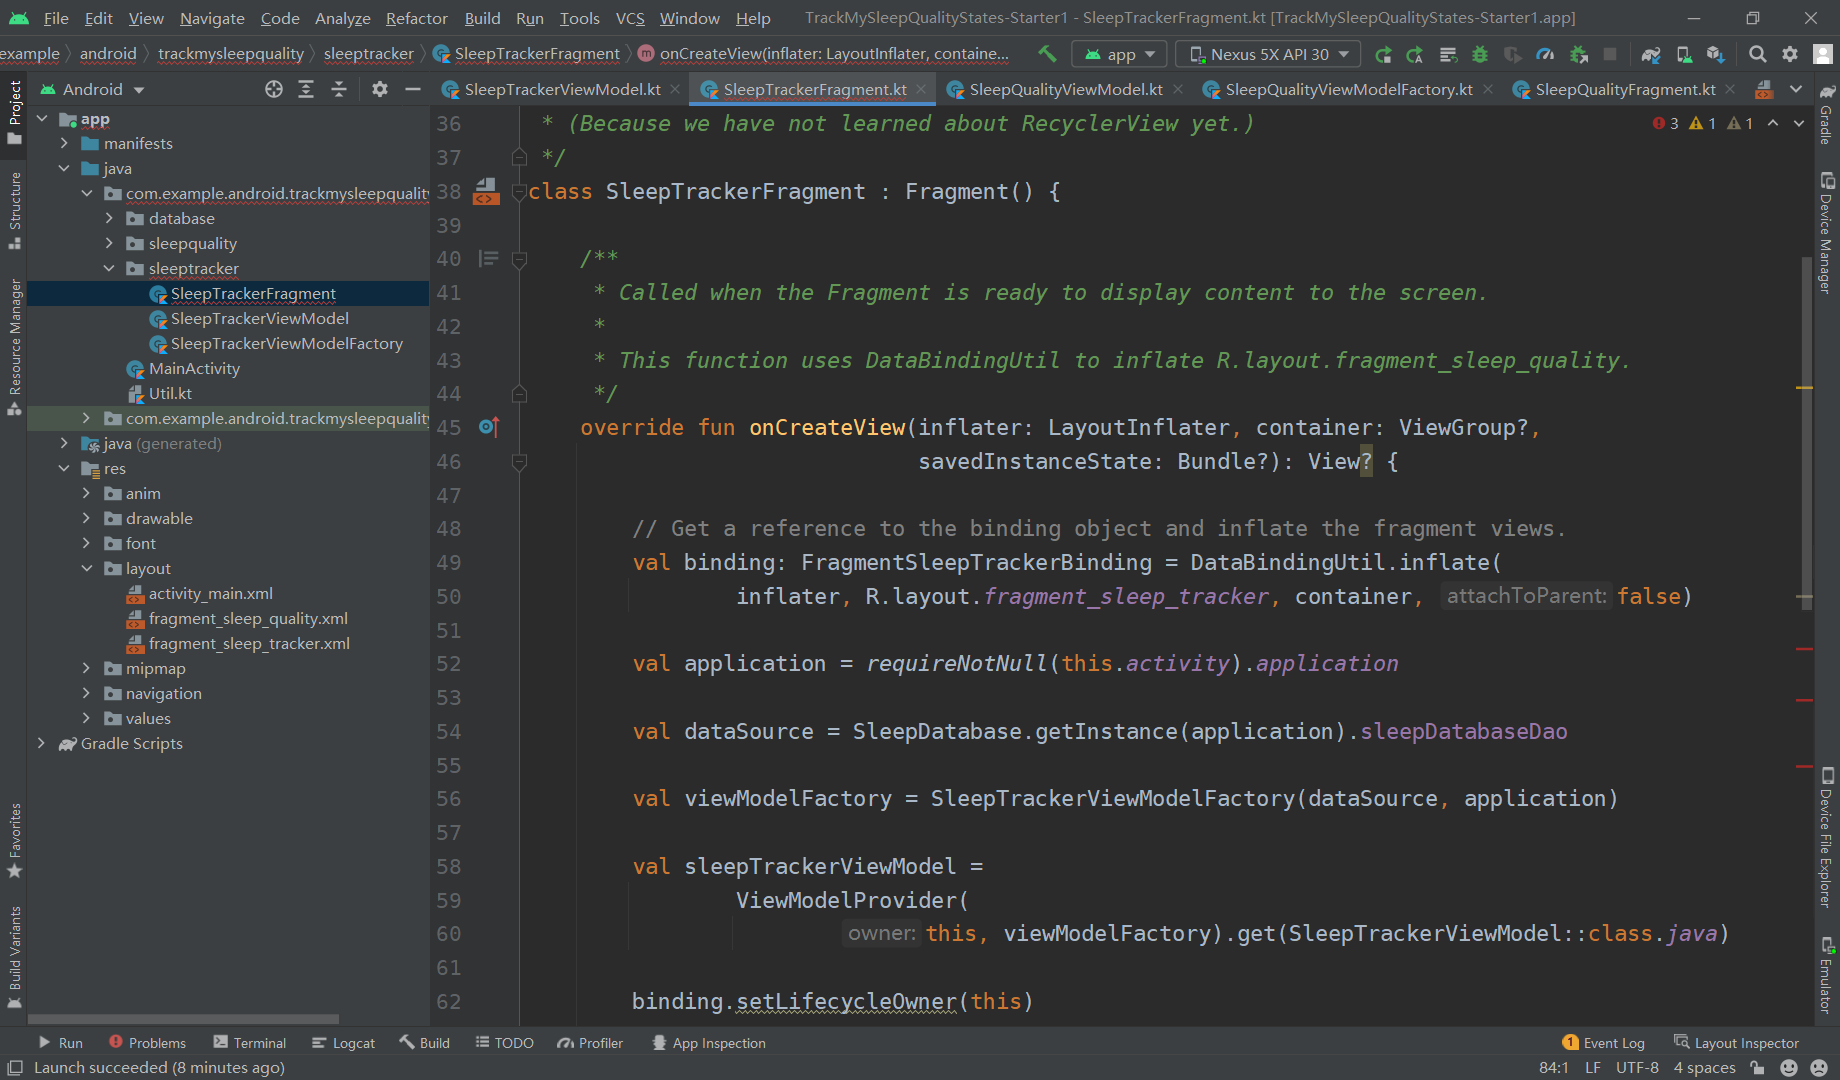 File Edit View Navigate Code Analyze Refactor Build Run Tools VCS Window Help TrackMySleepQualityStates-Starter1 - SleepTrackerFragment.kt [TrackMySleepQualityStates-Starter1.app]
example android trackmysleepquality sleeptracker SleepTrackerFragment onCreateView(inflater: LayoutInflater, containe... app Nexus 5X API 30
Android SleepTrackerViewModel.kt SleepTrackerFragment.kt SleepQualityViewModel.kt SleepQualityViewModelFactory.kt SleepQualityFragment.kt
Project
Structure
Resource Manager
Favorites
Build Variants
app
manifests
java
com.example.android.trackmysleepquality
database
sleepquality
sleeptracker
SleepTrackerFragment
SleepTrackerViewModel
SleepTrackerViewModelFactory
MainActivity
Util.kt
com.example.android.trackmysleepquality
java (generated)
res
anim
drawable
font
layout
activity_main.xml
fragment_sleep_quality.xml
fragment_sleep_tracker.xml
mipmap
navigation
values
Gradle Scripts
3 1 1
36 * (Because we have not learned about RecyclerView yet.)
37 */
38 class SleepTrackerFragment : Fragment() {
39
40 /**
41 * Called when the Fragment is ready to display content to the screen.
42 *
43 * This function uses DataBindingUtil to inflate R.layout.fragment_sleep_quality.
44 */
45 override fun onCreateView(inflater: LayoutInflater, container: ViewGroup?,
46 savedInstanceState: Bundle?): View? {
47
48 // Get a reference to the binding object and inflate the fragment views.
49 val binding: FragmentSleepTrackerBinding = DataBindingUtil.inflate(
50 inflater, R.layout.fragment_sleep_tracker, container, attachToParent: false)
51
52 val application = requireNotNull(this.activity).application
53
54 val dataSource = SleepDatabase.getInstance(application).sleepDatabaseDao
55
56 val viewModelFactory = SleepTrackerViewModelFactory(dataSource, application)
57
58 val sleepTrackerViewModel =
59 ViewModelProvider(
60 owner: this, viewModelFactory).get(SleepTrackerViewModel::class.java)
61
62 binding.setLifecycleOwner(this)
Gradle
Device Manager
Device File Explorer
Emulator
Run Problems Terminal Logcat Build TODO Profiler App Inspection 1 Event Log Layout Inspector
Launch succeeded (8 minutes ago) 84:1 LF UTF-8 4 spaces